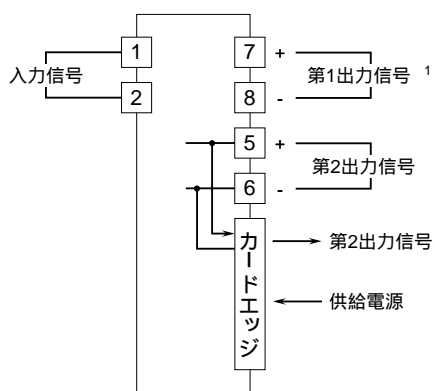 入力信号
1
2
7 +
8 -
第1出力信号 1
5 +
6 -
第2出力信号
カードエッジ
第2出力信号
供給電源